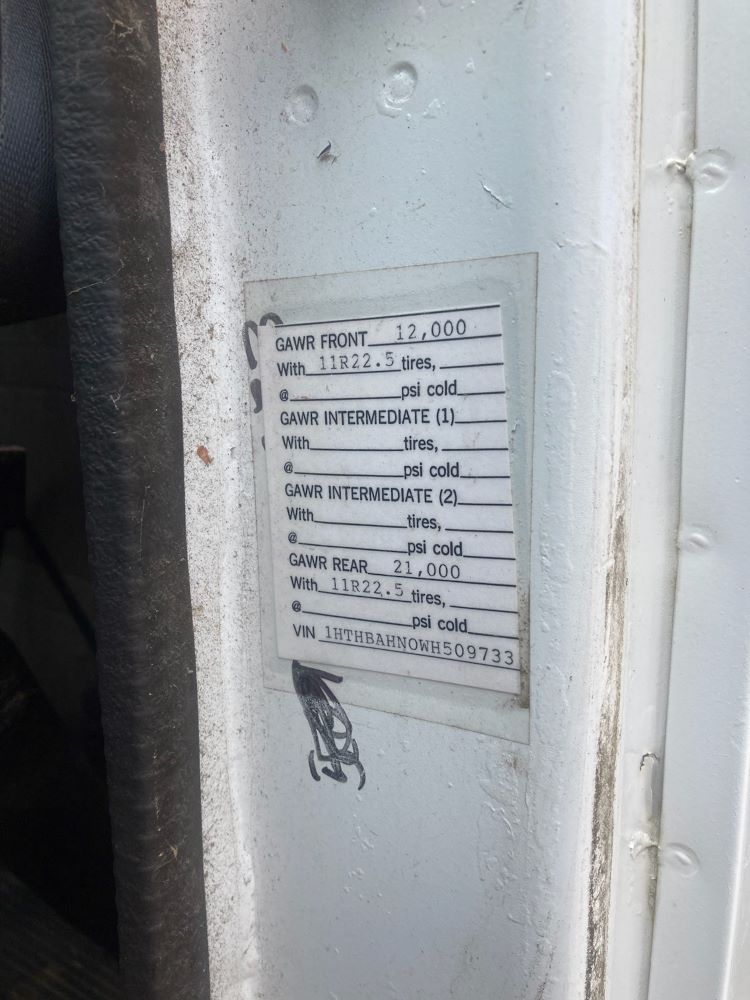 GAWR FRONT 12,000
With 11R22.5 tires,
@ psi cold
GAWR INTERMEDIATE (1)
With tires,
@ psi cold
GAWR INTERMEDIATE (2)
With tires,
@ psi cold
GAWR REAR 21,000
With 11R22.5 tires,
@ psi cold
VIN 1HTHBAHN0WH509733